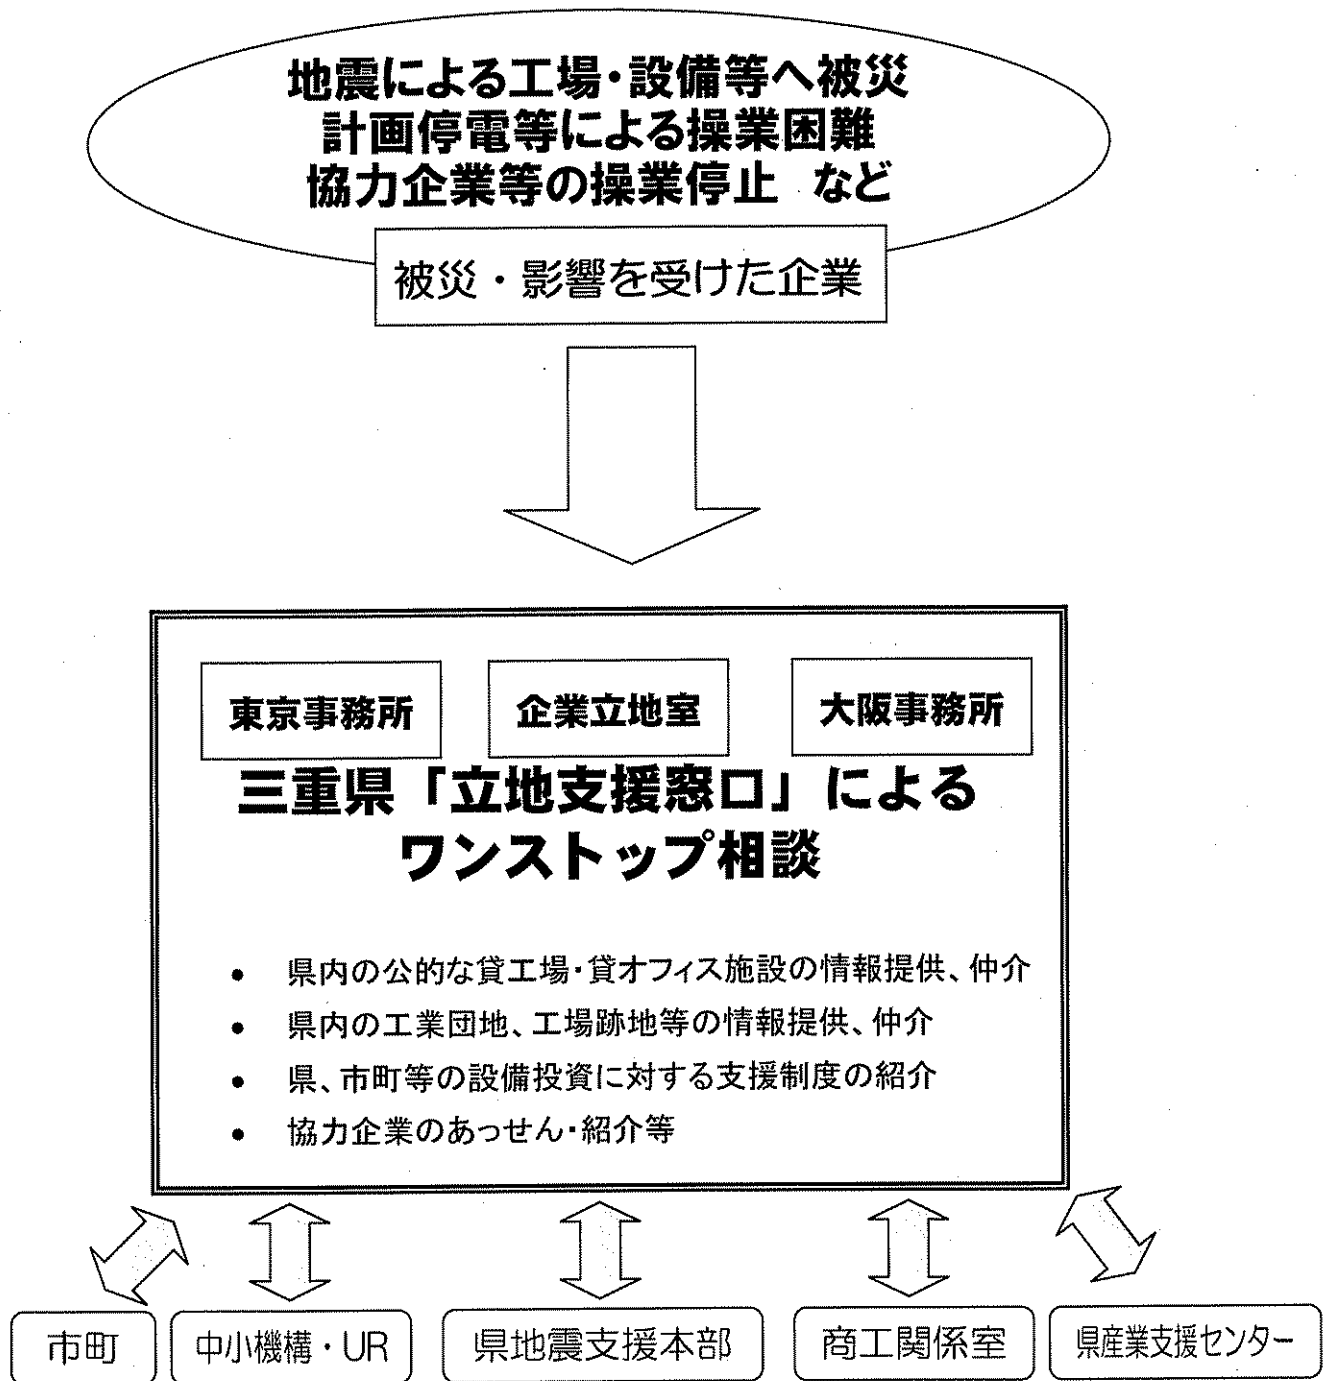 地震による工場・設備等へ被災
計画停電等による操業困難
協力企業等の操業停止 など
被災・影響を受けた企業
東京事務所
企業立地室
大阪事務所
三重県「立地支援窓口」による
ワンストップ相談
• 県内の公的な貸工場・貸オフィス施設の情報提供、仲介
• 県内の工業団地、工場跡地等の情報提供、仲介
• 県、市町等の設備投資に対する支援制度の紹介
• 協力企業のあっせん・紹介等
市町
中小機構・UR
県地震支援本部
商工関係室
県産業支援センター